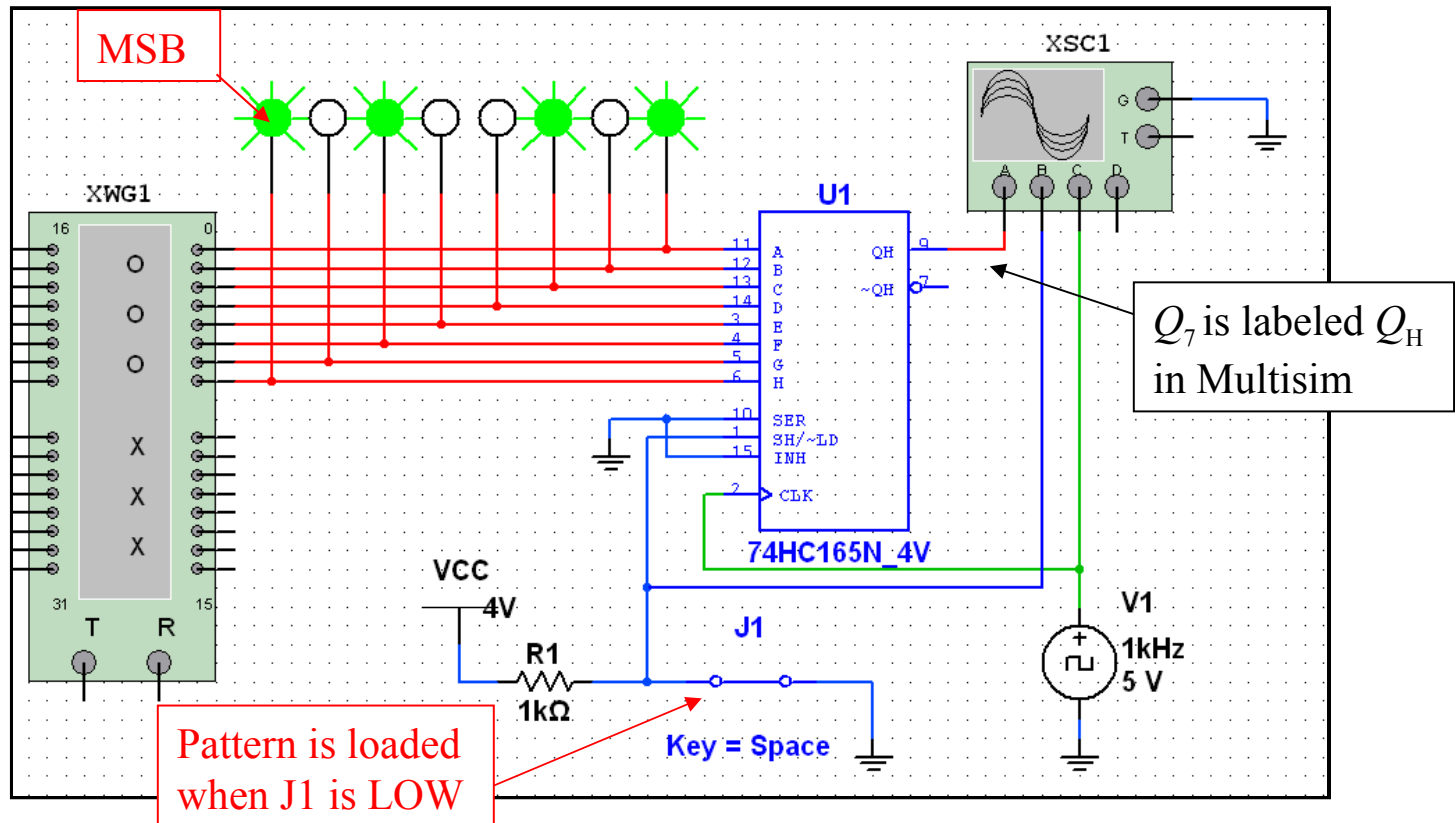 MSB
XSC1
G
T
A B C D
XWG1
16 0
O
O
O
X
X
X
31 15
T R
U1
11 A QH 9
12 B
13 C ~QH 7
14 D
3 E
4 F
5 G
6 H
10 SER
1 SH/~LD
15 INH
2 CLK
74HC165N_4V
Q7 is labeled QH
in Multisim
VCC
4V
R1
1kΩ
J1
Key = Space
V1
1kHz
5 V
Pattern is loaded
when J1 is LOW